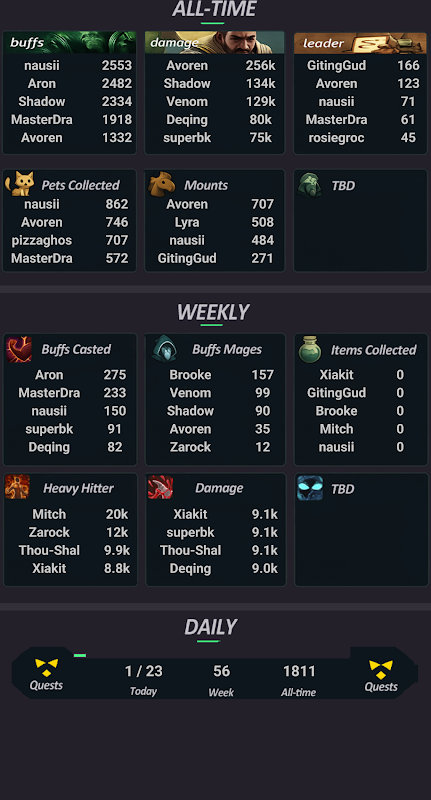 ALL-TIME
buffs
nausii 2553
Aron 2482
Shadow 2334
MasterDra 1918
Avoren 1332
damage
Avoren 256k
Shadow 134k
Venom 129k
Deqing 80k
superbk 75k
leader
GitingGud 166
Avoren 123
nausii 71
MasterDra 61
rosiegroc 45
Pets Collected
nausii 862
Avoren 746
pizzaghos 707
MasterDra 572
Mounts
Avoren 707
Lyra 508
nausii 484
GitingGud 271
TBD
WEEKLY
Buffs Casted
Aron 275
MasterDra 233
nausii 150
superbk 91
Deqing 82
Buffs Mages
Brooke 157
Venom 99
Shadow 90
Avoren 35
Zarock 12
Items Collected
Xiakit 0
GitingGud 0
Brooke 0
Mitch 0
nausii 0
Heavy Hitter
Mitch 20k
Zarock 12k
Thou-Shal 9.9k
Xiakit 8.8k
Damage
Xiakit 9.1k
superbk 9.1k
Thou-Shal 9.1k
Deqing 9.0k
TBD
DAILY
Quests
1 / 23
Today
56
Week
1811
All-time
Quests